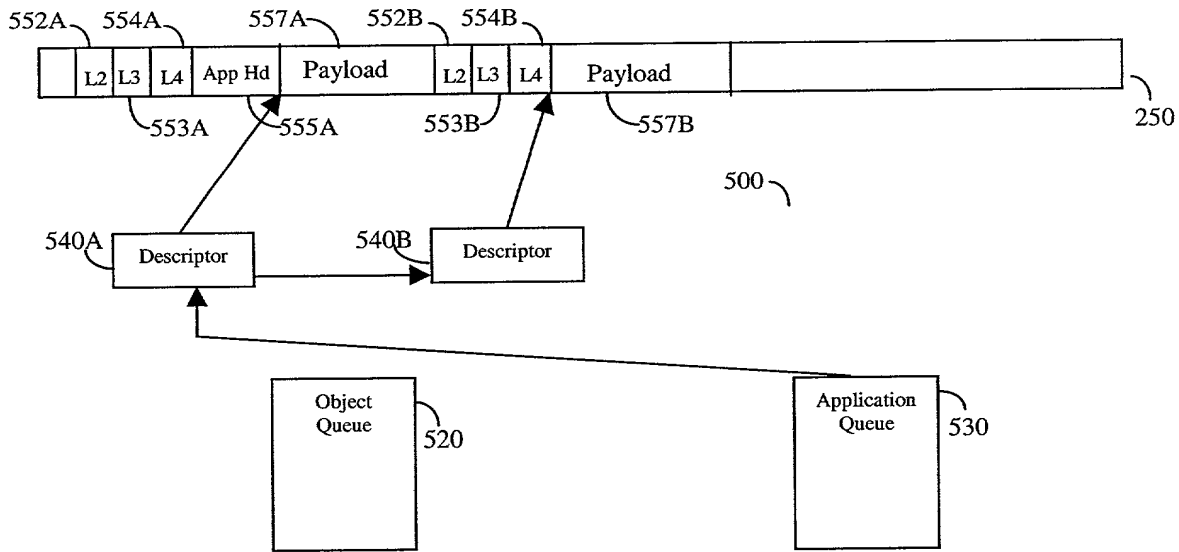 552A 554A 557A 552B 554B
L2 L3 L4 App Hd Payload L2 L3 L4 Payload
553A 555A 553B 557B 250
500
540A Descriptor 540B Descriptor
Object Queue 520
Application Queue 530